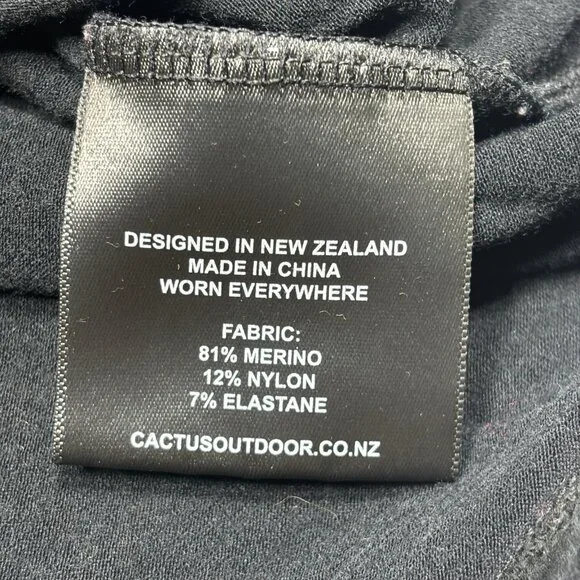 DESIGNED IN NEW ZEALAND
MADE IN CHINA
WORN EVERYWHERE
FABRIC:
81% MERINO
12% NYLON
7% ELASTANE
CACTUSOUTDOOR.CO.NZ